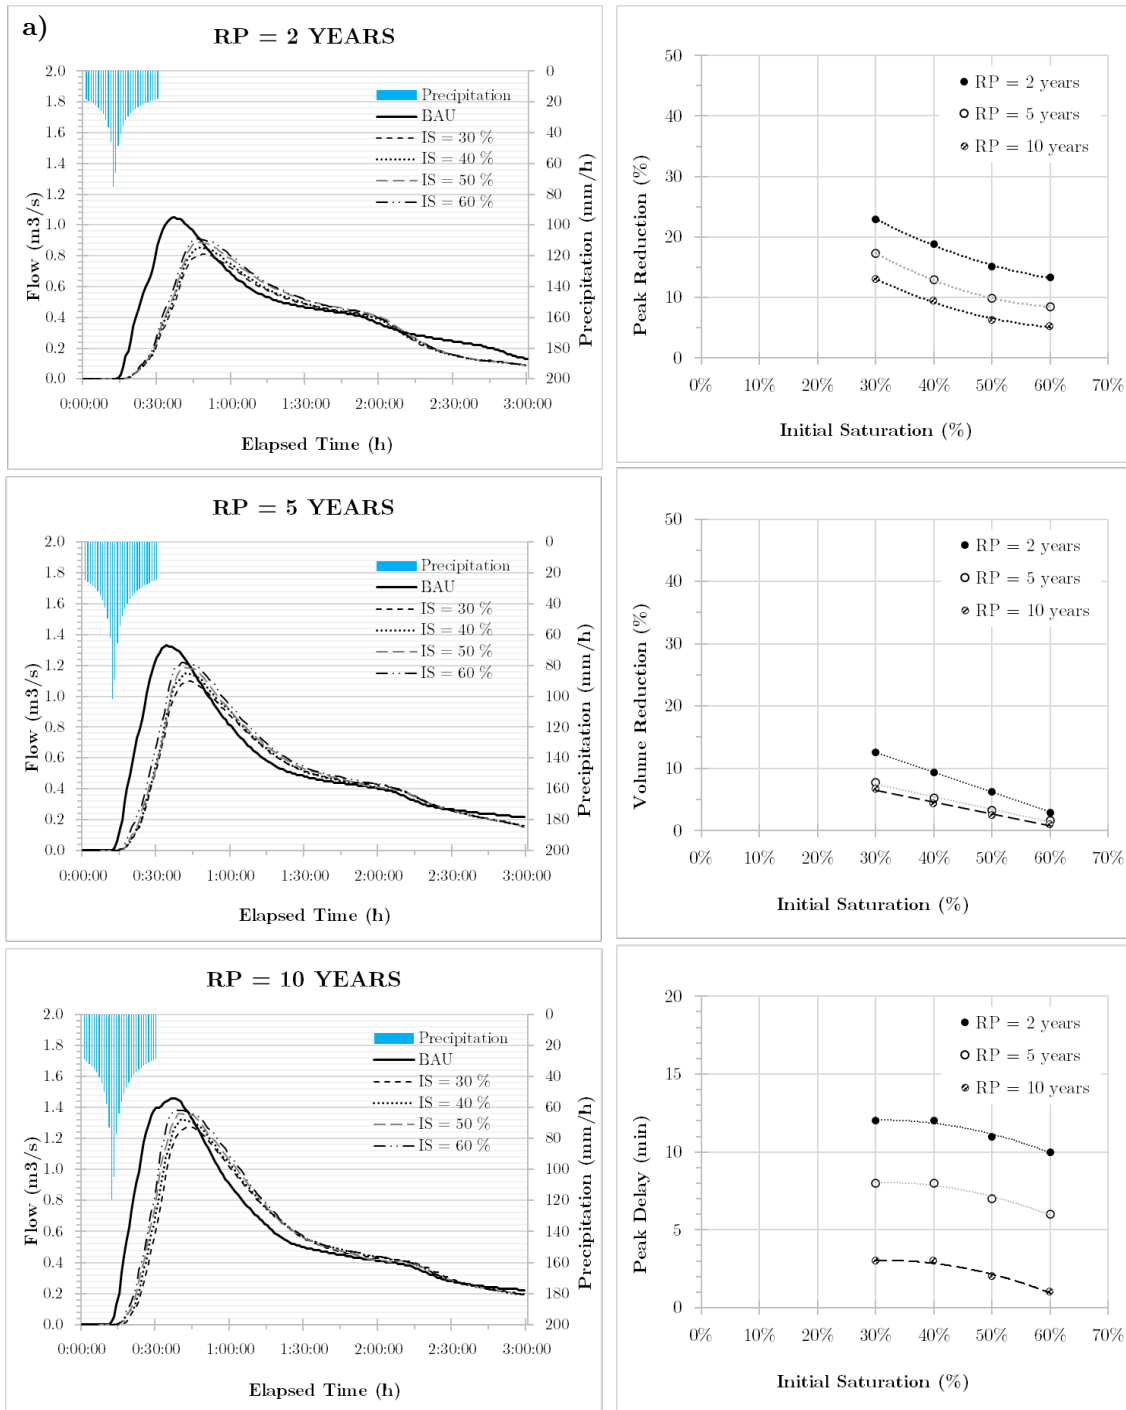 a)
RP = 2 YEARS
2.0
1.8
1.6
1.4
1.2
1.0
0.8
0.6
0.4
0.2
0.0
Flow (m3/s)
0
20
40
60
80
100
120
140
160
180
200
Precipitation (mm/h)
Precipitation
BAU
IS = 30 %
IS = 40 %
IS = 50 %
IS = 60 %
0:00:00 0:30:00 1:00:00 1:30:00 2:00:00 2:30:00 3:00:00
Elapsed Time (h)
50
40
30
20
10
0
Peak Reduction (%)
RP = 2 years
RP = 5 years
RP = 10 years
0% 10% 20% 30% 40% 50% 60% 70%
Initial Saturation (%)
RP = 5 YEARS
2.0
1.8
1.6
1.4
1.2
1.0
0.8
0.6
0.4
0.2
0.0
Flow (m3/s)
0
20
40
60
80
100
120
140
160
180
200
Precipitation (mm/h)
Precipitation
BAU
IS = 30 %
IS = 40 %
IS = 50 %
IS = 60 %
0:00:00 0:30:00 1:00:00 1:30:00 2:00:00 2:30:00 3:00:00
Elapsed Time (h)
50
40
30
20
10
0
Volume Reduction (%)
RP = 2 years
RP = 5 years
RP = 10 years
0% 10% 20% 30% 40% 50% 60% 70%
Initial Saturation (%)
RP = 10 YEARS
2.0
1.8
1.6
1.4
1.2
1.0
0.8
0.6
0.4
0.2
0.0
Flow (m3/s)
0
20
40
60
80
100
120
140
160
180
200
Precipitation (mm/h)
Precipitation
BAU
IS = 30 %
IS = 40 %
IS = 50 %
IS = 60 %
0:00:00 0:30:00 1:00:00 1:30:00 2:00:00 2:30:00 3:00:00
Elapsed Time (h)
20
15
10
5
0
Peak Delay (min)
RP = 2 years
RP = 5 years
RP = 10 years
0% 10% 20% 30% 40% 50% 60% 70%
Initial Saturation (%)